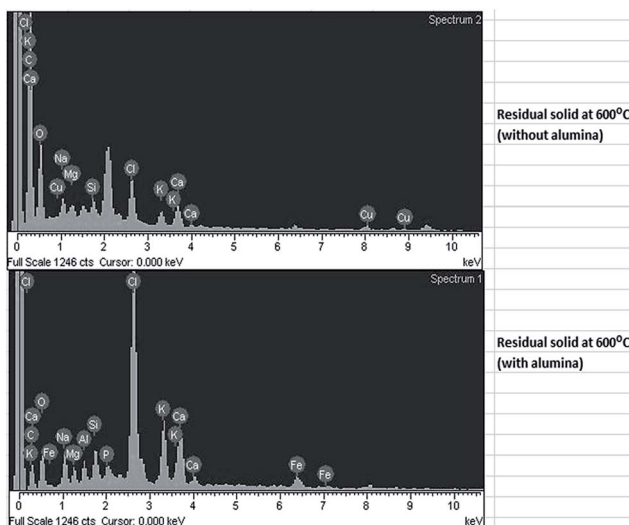 Spectrum 2
Cl
K
C
Ca
O
Na
Mg
Cu
Si
Cl
K
K
Ca
Ca
Cu
Cu
0 1 2 3 4 5 6 7 8 9 10
Full Scale 1246 cts Cursor: 0.000 keV keV
Residual solid at 600⁰C
(without alumina)
Spectrum 1
Cl
Ca
O
C
K
Fe
Na
Mg
Al
Si
P
Cl
K
K
Ca
Ca
Fe
Fe
0 1 2 3 4 5 6 7 8 9 10
Full Scale 1246 cts Cursor: 0.000 keV keV
Residual solid at 600⁰C
(with alumina)